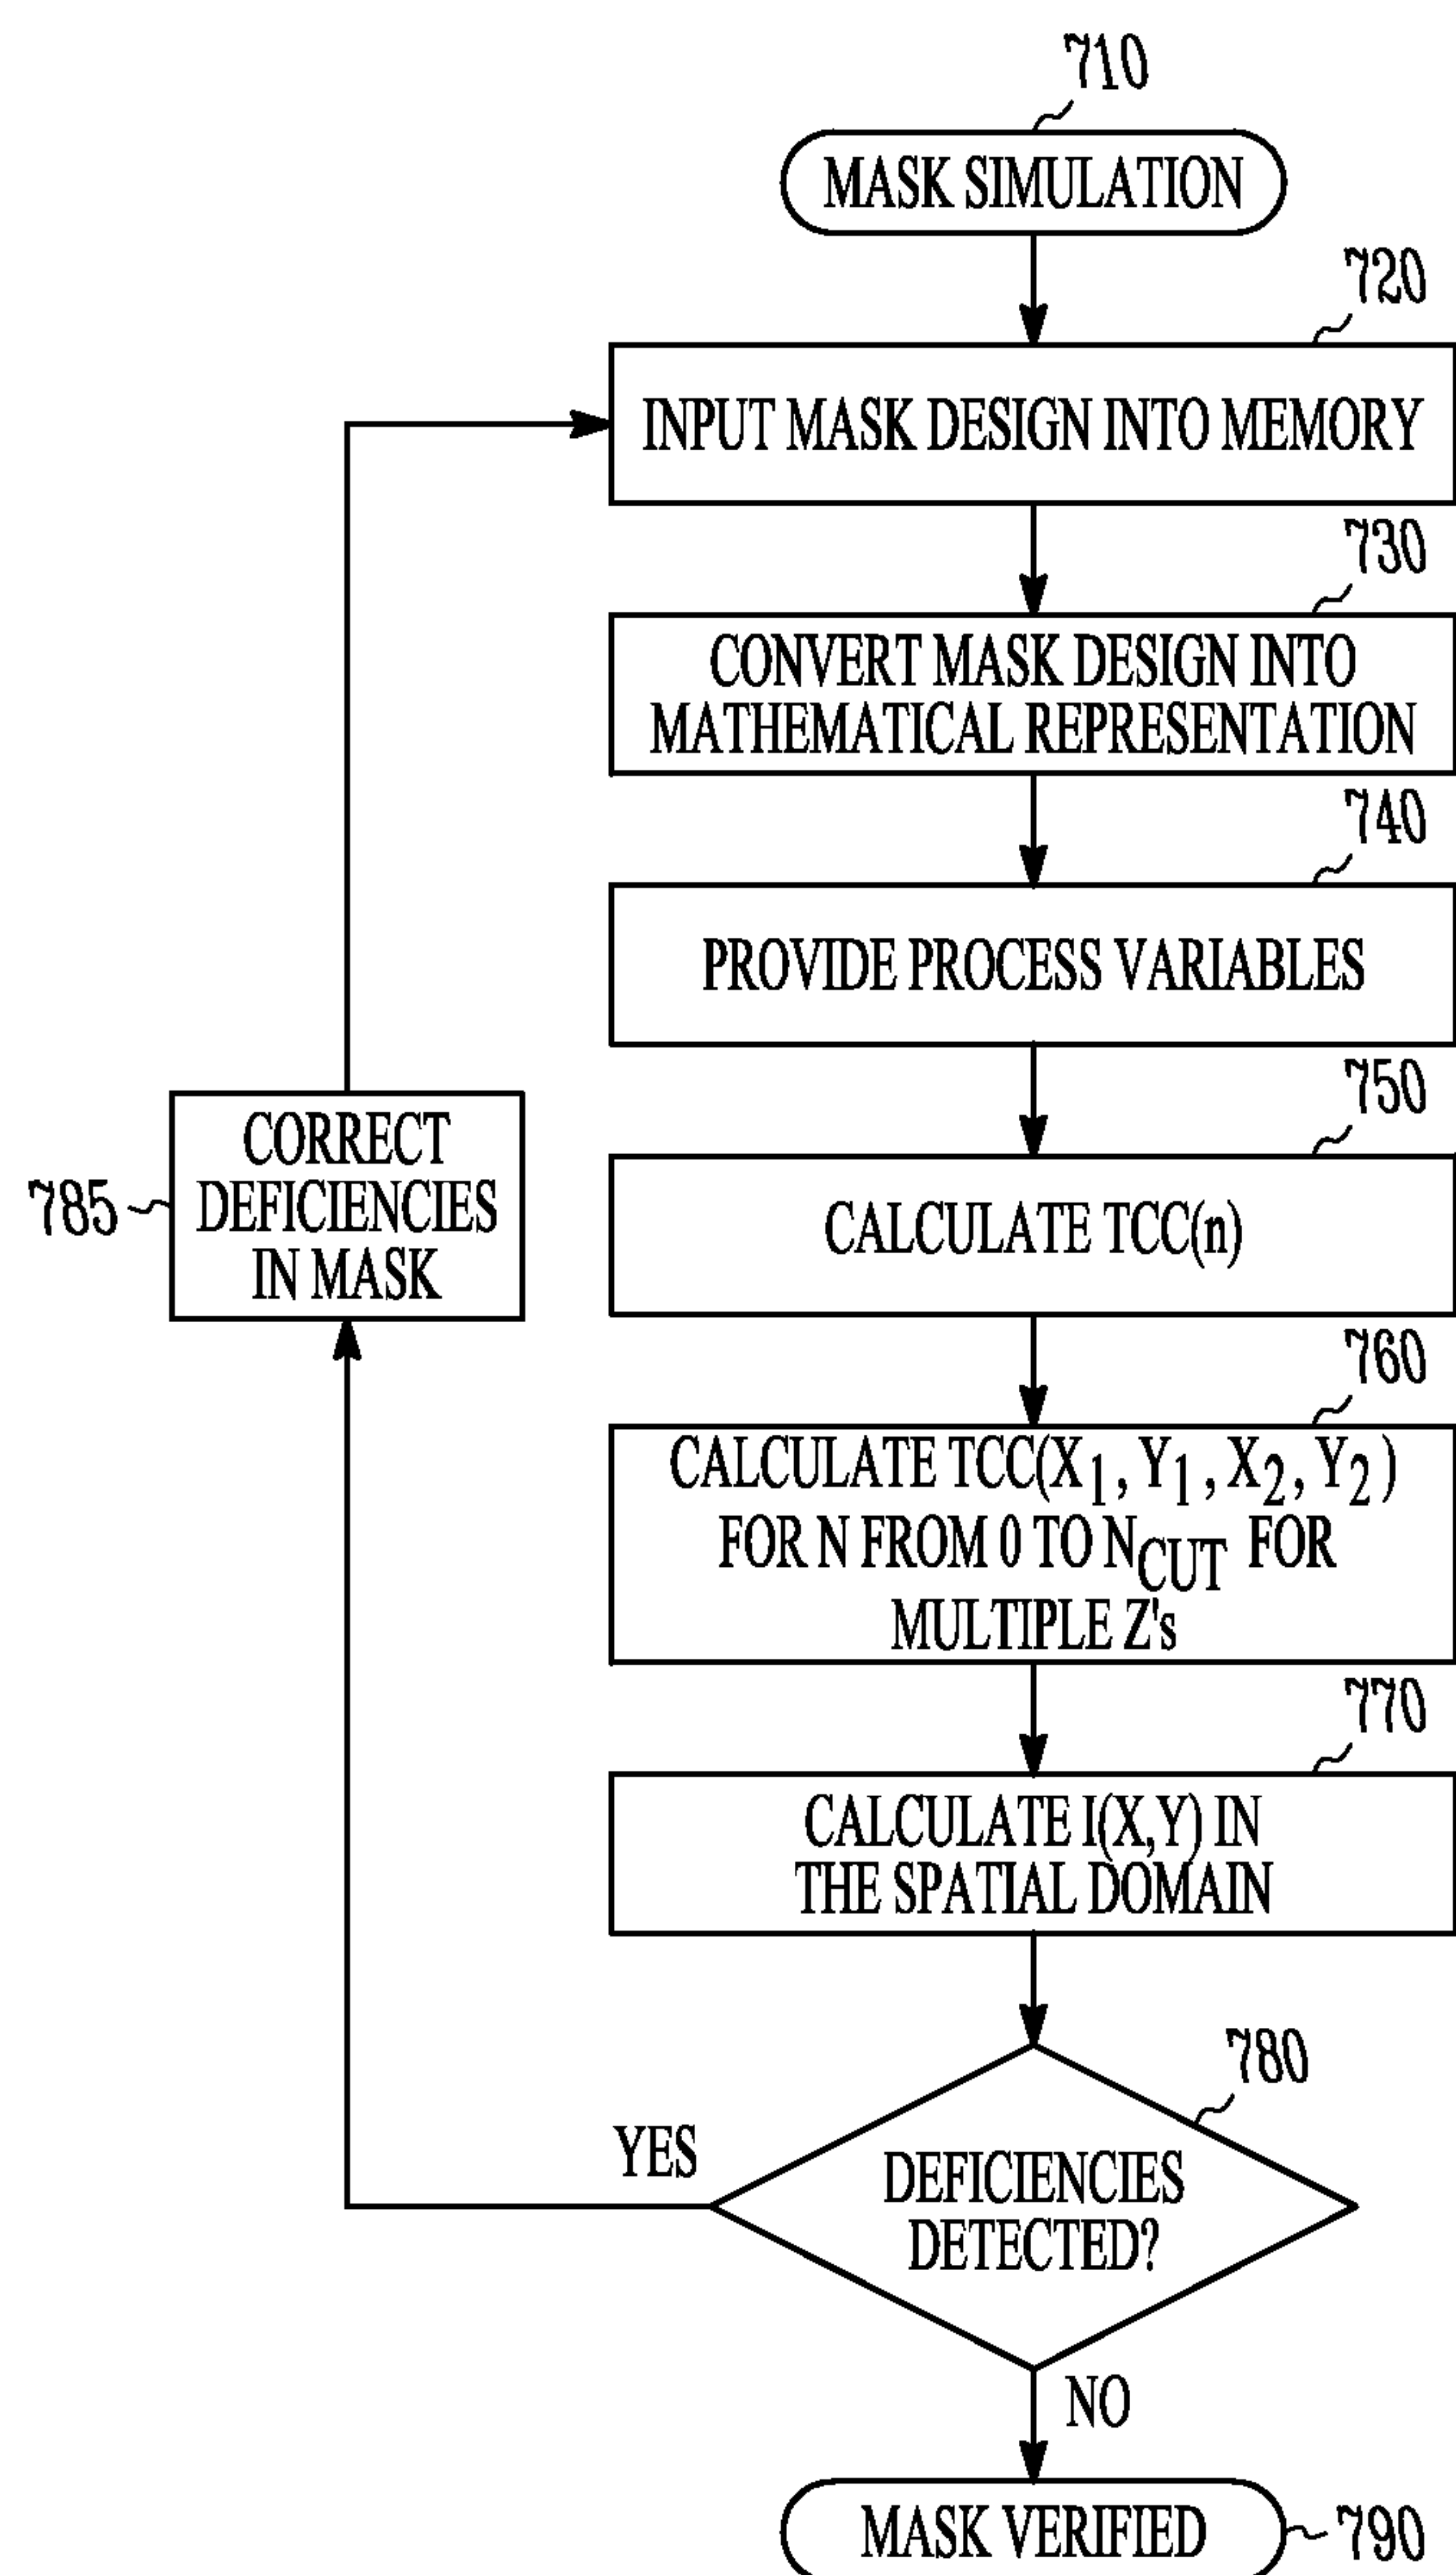 710
MASK SIMULATION
720
INPUT MASK DESIGN INTO MEMORY
730
CONVERT MASK DESIGN INTO
MATHEMATICAL REPRESENTATION
740
PROVIDE PROCESS VARIABLES
750
CALCULATE TCC(n)
785
CORRECT
DEFICIENCIES
IN MASK
760
CALCULATE TCC(X1, Y1, X2, Y2)
FOR N FROM 0 TO NCUT FOR
MULTIPLE Z's
770
CALCULATE I(X,Y) IN
THE SPATIAL DOMAIN
780
YES
DEFICIENCIES
DETECTED?
NO
MASK VERIFIED
790